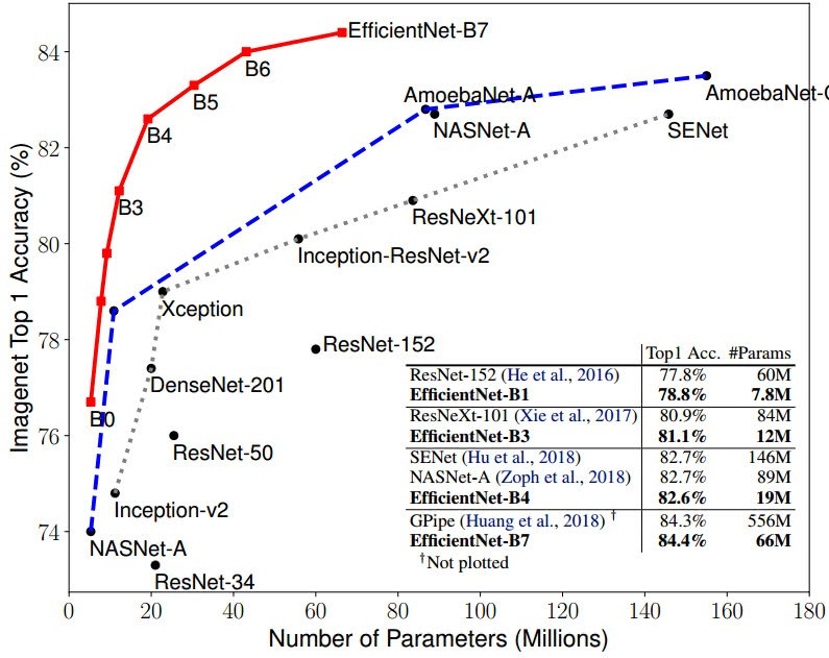 84
82
80
78
76
74
Imagenet Top 1 Accuracy (%)
EfficientNet-B7
B6
B5
B4
B3
B0
AmoebaNet-A
AmoebaNet-C
NASNet-A
SENet
ResNeXt-101
Inception-ResNet-v2
Xception
ResNet-152
DenseNet-201
ResNet-50
Inception-v2
NASNet-A
ResNet-34
Top1 Acc. #Params
ResNet-152 (He et al., 2016) 77.8% 60M
EfficientNet-B1 78.8% 7.8M
ResNeXt-101 (Xie et al., 2017) 80.9% 84M
EfficientNet-B3 81.1% 12M
SENet (Hu et al., 2018) 82.7% 146M
NASNet-A (Zoph et al., 2018) 82.7% 89M
EfficientNet-B4 82.6% 19M
GPipe (Huang et al., 2018) † 84.3% 556M
EfficientNet-B7 84.4% 66M
†Not plotted
0 20 40 60 80 100 120 140 160 180
Number of Parameters (Millions)